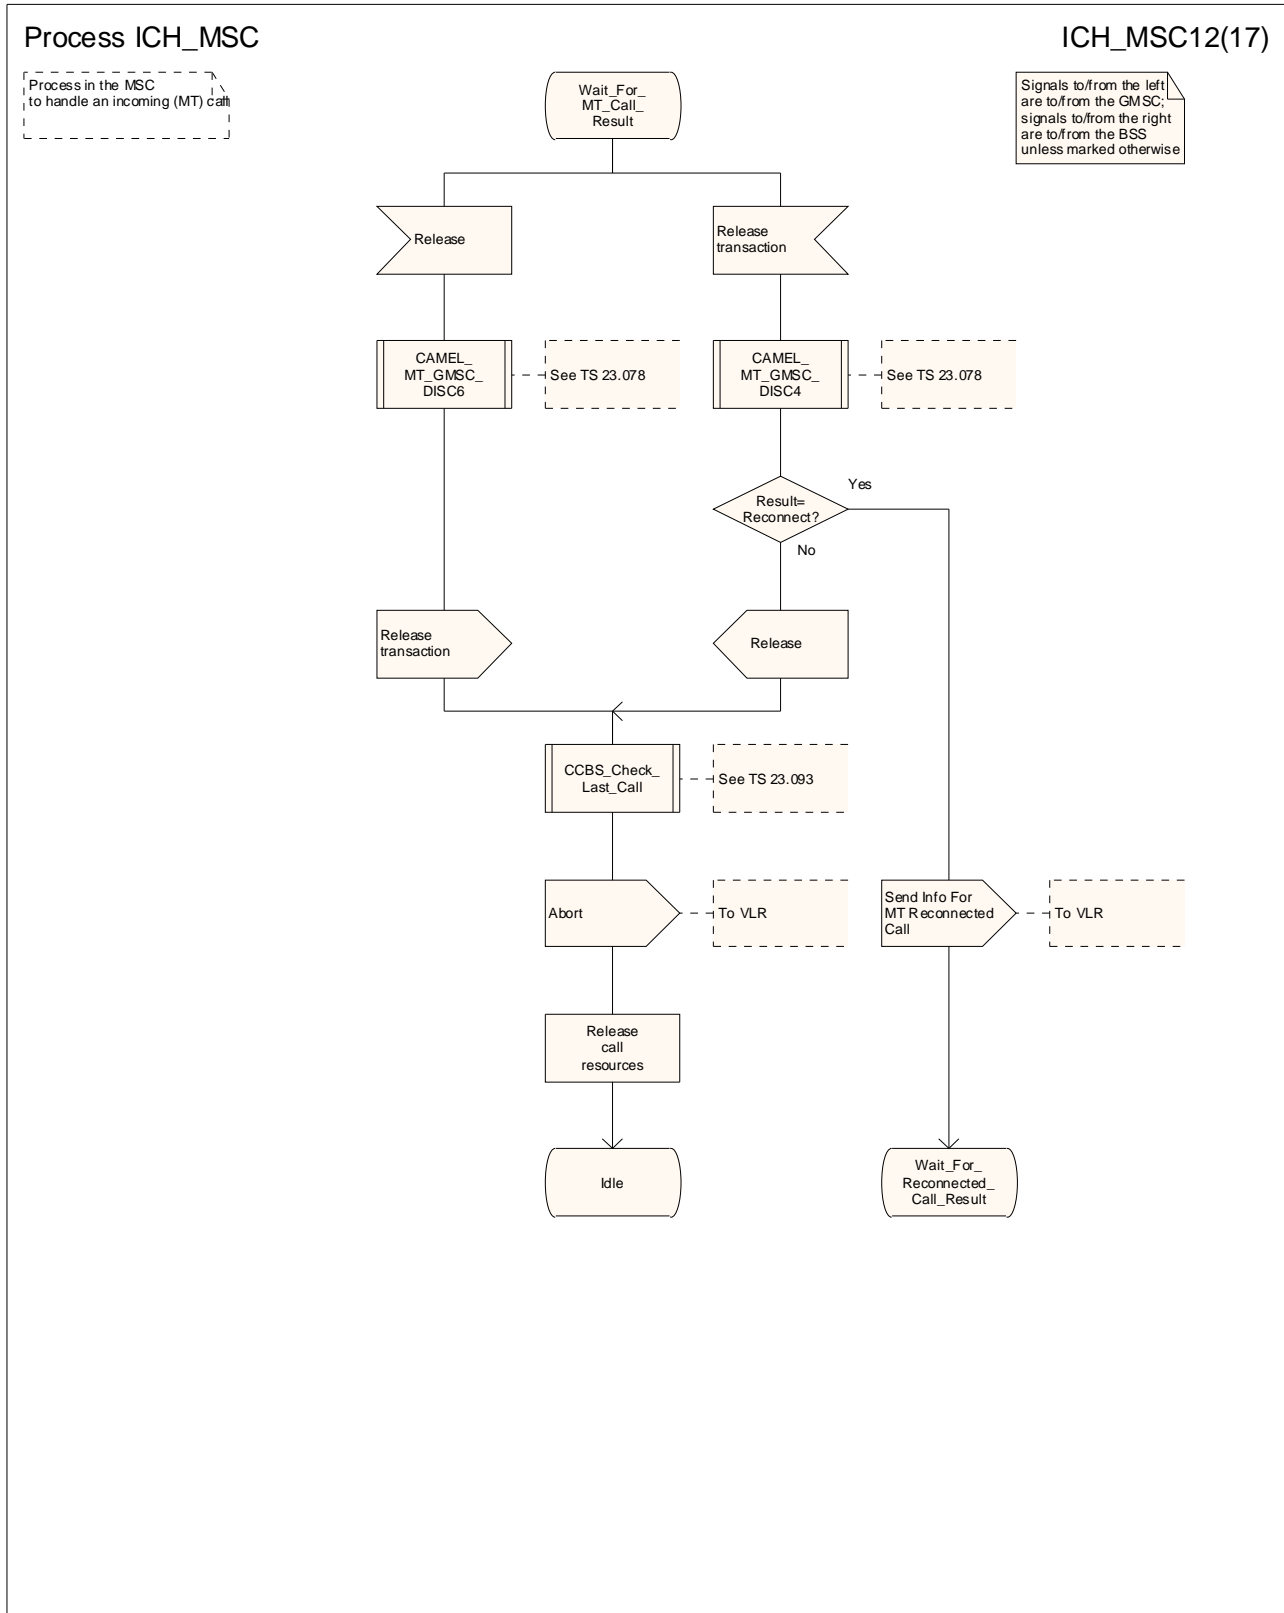 Process ICH_MSC
ICH_MSC12(17)
Process in the MSC
to handle an incoming (MT) call
Wait_For_
MT_Call_
Result
Signals to/from the left
are to/from the GMSC;
signals to/from the right
are to/from the BSS
unless marked otherwise
Release
Release
transaction
CAMEL_
MT_GMSC_
DISC6
See TS 23.078
CAMEL_
MT_GMSC_
DISC4
See TS 23.078
Result=
Reconnect?
Yes
No
Release
transaction
Release
CCBS_Check_
Last_Call
See TS 23.093
Abort
To VLR
Send Info For
MT Reconnected
Call
To VLR
Release
call
resources
Idle
Wait_For_
Reconnected_
Call_Result